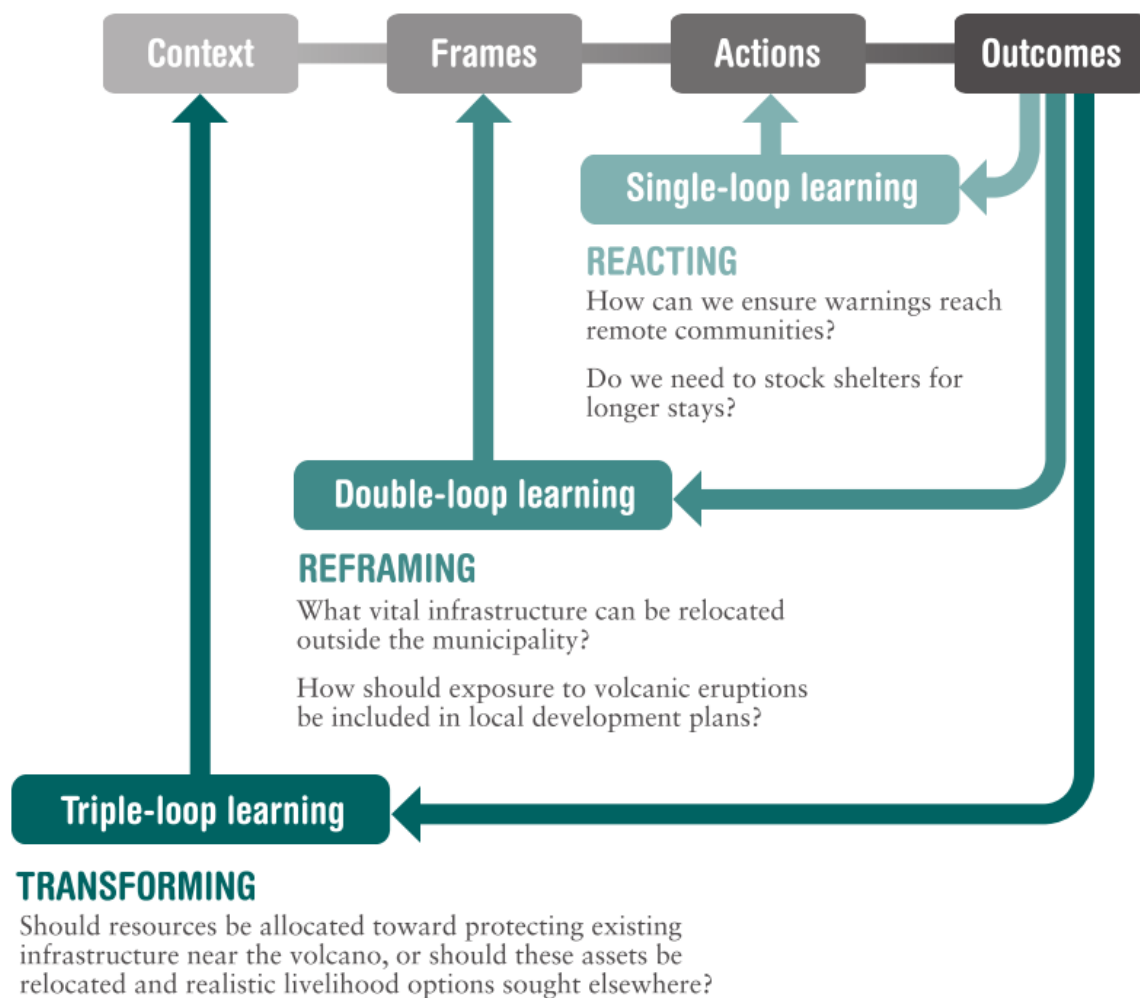 Context
Frames
Actions
Outcomes
Single-loop learning
REACTING
How can we ensure warnings reach
remote communities?
Do we need to stock shelters for
longer stays?
Double-loop learning
REFRAMING
What vital infrastructure can be relocated
outside the municipality?
How should exposure to volcanic eruptions
be included in local development plans?
Triple-loop learning
TRANSFORMING
Should resources be allocated toward protecting existing
infrastructure near the volcano, or should these assets be
relocated and realistic livelihood options sought elsewhere?